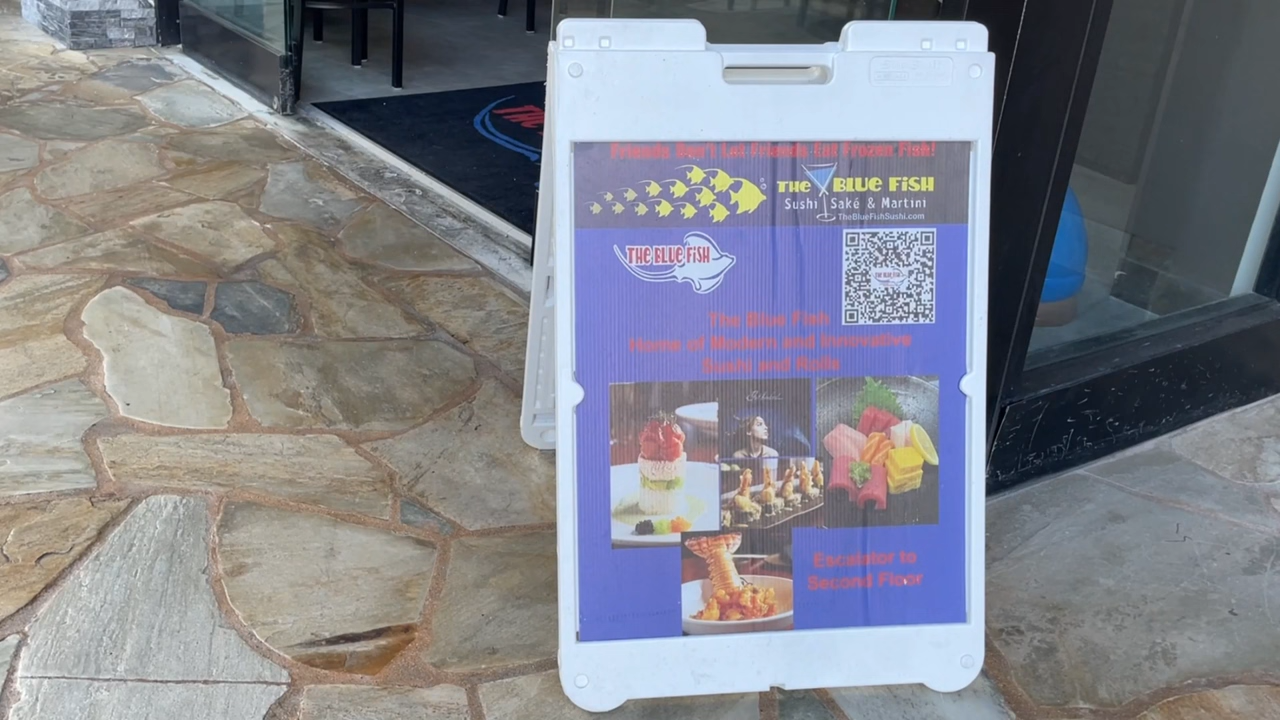 Friends Don't Let Friends Eat Frozen Fish!
THE BLUE FISH
Sushi Saké & Martini
TheBlueFishSushi.com
THE BLUE FISH
The Blue Fish
Home of Modern and Innovative
Sushi and Rolls
Escalator to
Second Floor